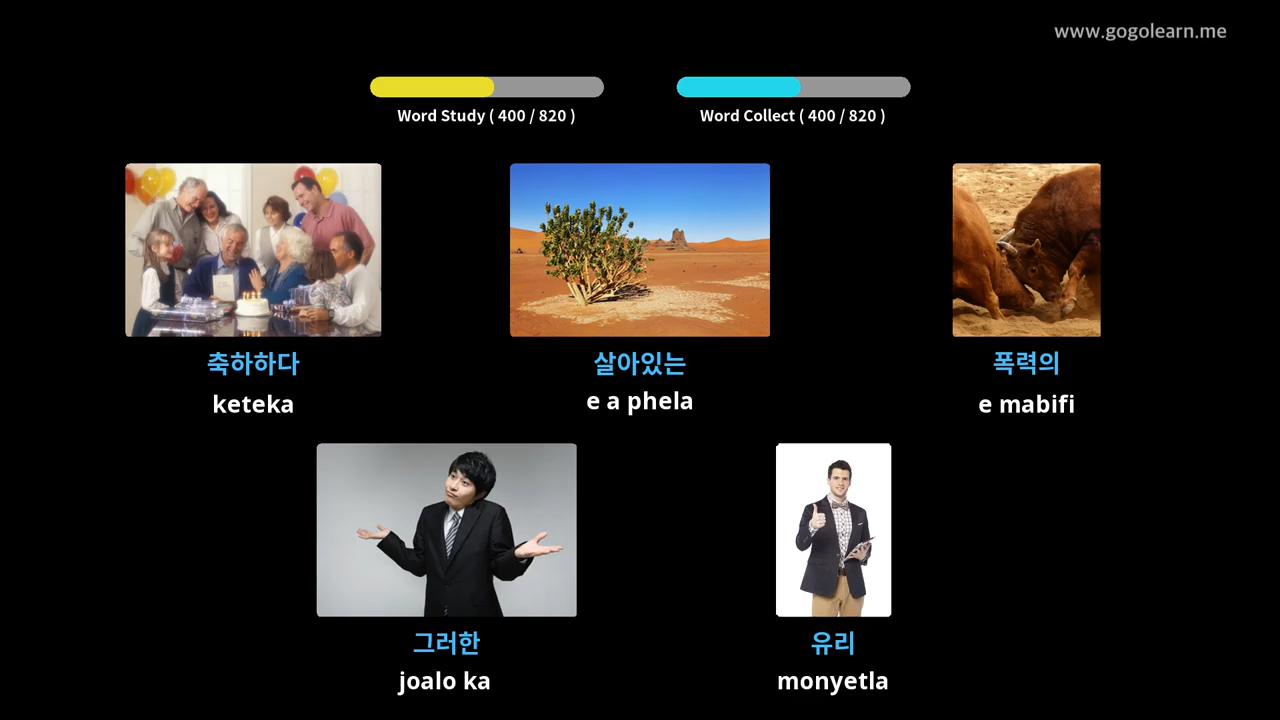 www.gogolearn.me
Word Study ( 400 / 820 )
Word Collect ( 400 / 820 )
축하하다
keteka
살아있는
e a phela
폭력의
e mabifi
그러한
joalo ka
유리
monyetla